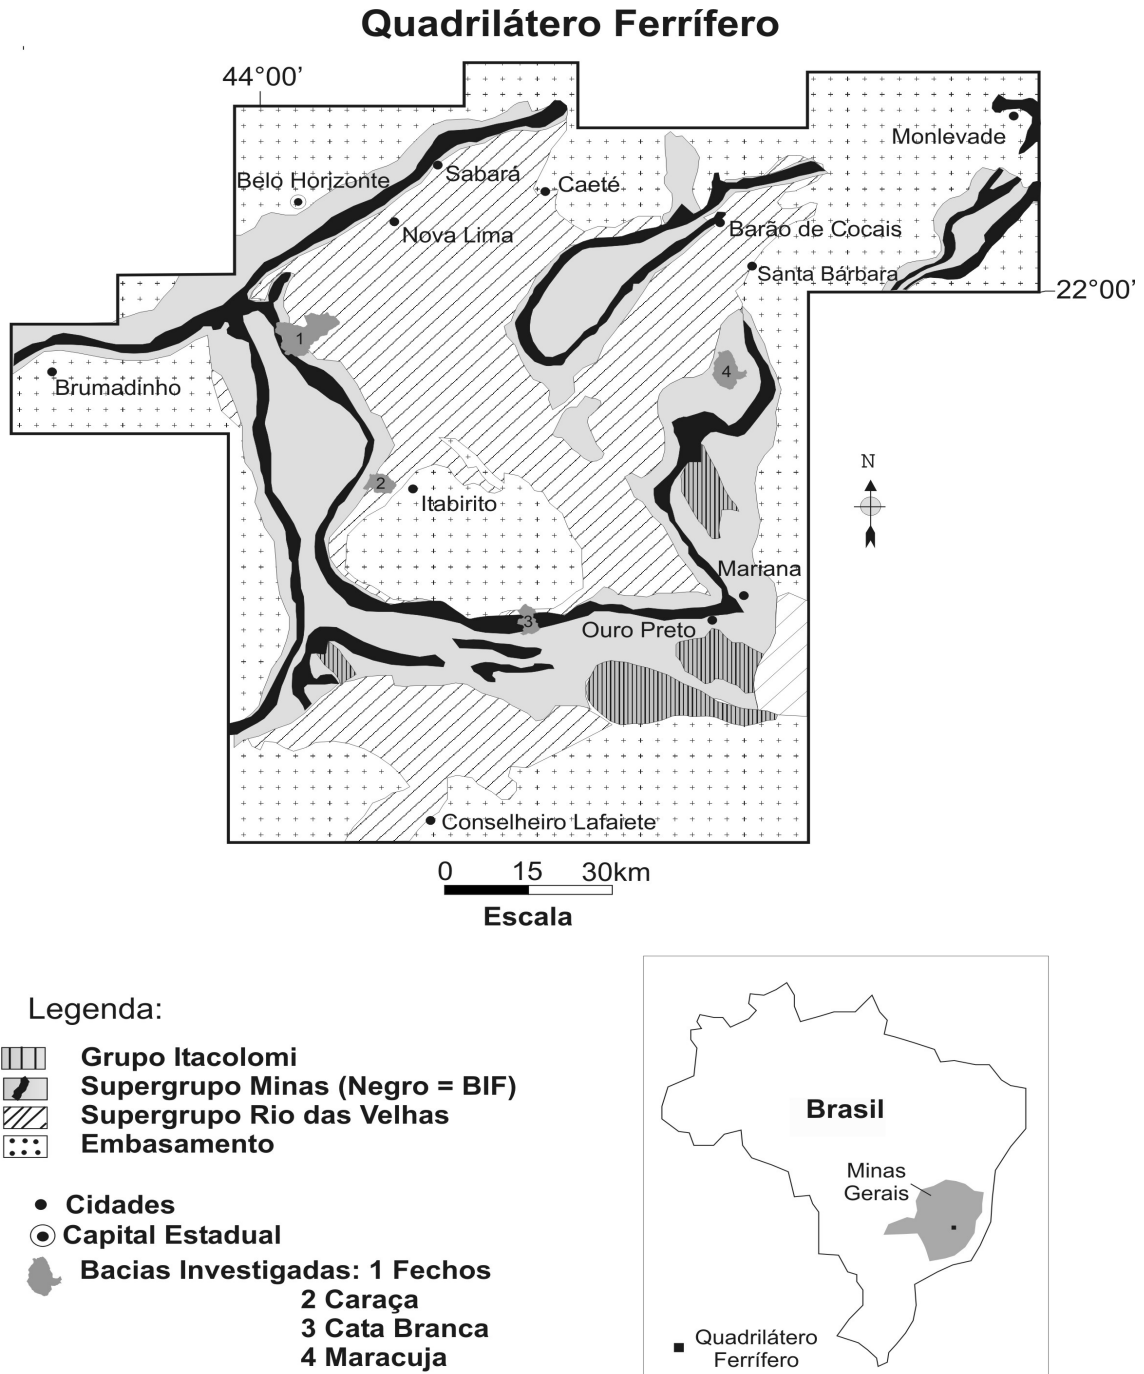 Quadrilátero Ferrífero
44°00’
Monlevade
Sabará
Belo Horizonte
Caeté
Nova Lima
Barão de Cocais
Santa Bárbara
22°00’
1
4
Brumadinho
N
2
Itabirito
Mariana
3
Ouro Preto
Conselheiro Lafaiete
0 15 30km
Escala
Legenda:
Grupo Itacolomi
Supergrupo Minas (Negro = BIF)
Supergrupo Rio das Velhas
Embasamento
Cidades
Capital Estadual
Bacias Investigadas: 1 Fechos
2 Caraça
3 Cata Branca
4 Maracuja
Brasil
Minas
Gerais
Quadrilátero
Ferrífero